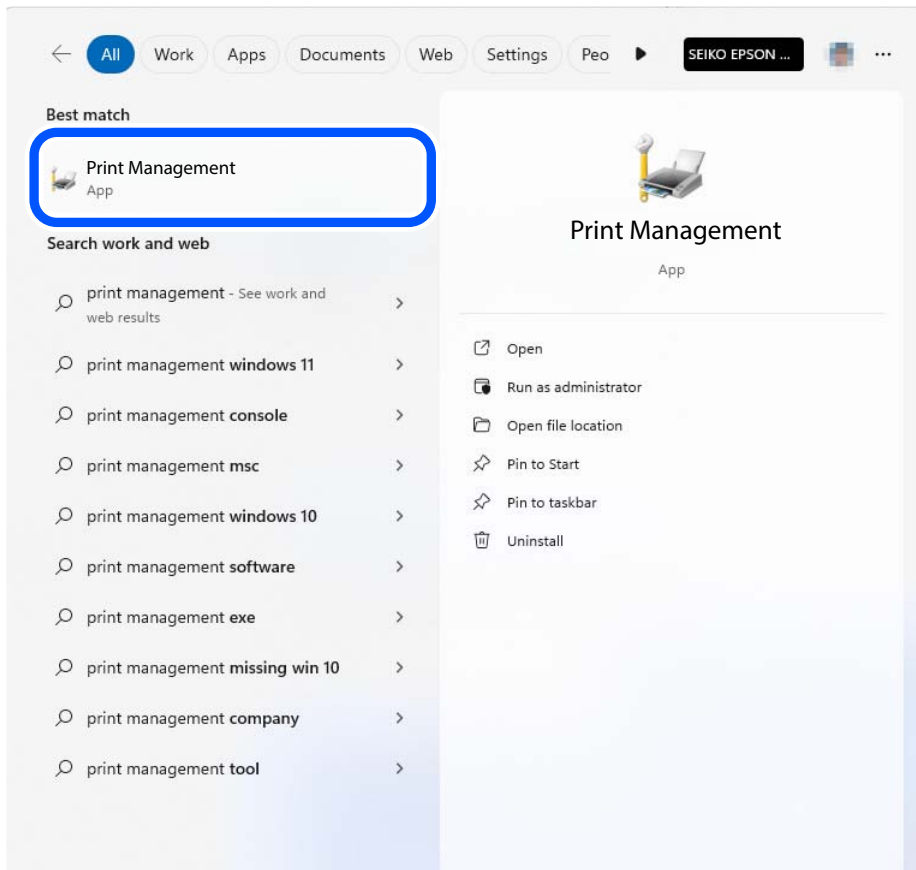 All Work Apps Documents Web Settings Peo SEIKO EPSON ... ...
Best match
Print Management
App
Search work and web
print management - See work and
web results
print management windows 11
print management console
print management msc
print management windows 10
print management software
print management exe
print management missing win 10
print management company
print management tool
Print Management
App
Open
Run as administrator
Open file location
Pin to Start
Pin to taskbar
Uninstall